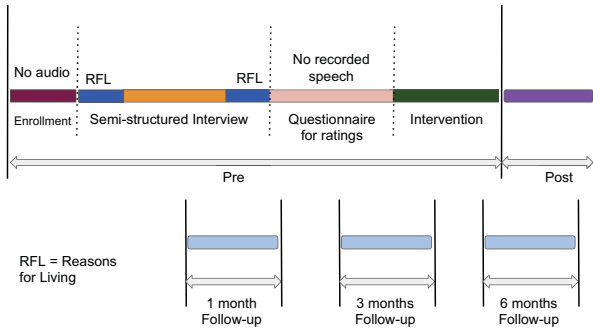 No audio
RFL
RFL
No recorded
speech
Enrollment
Semi-structured Interview
Questionnaire
for ratings
Intervention
Pre
Post
RFL = Reasons
for Living
1 month
Follow-up
3 months
Follow-up
6 months
Follow-up